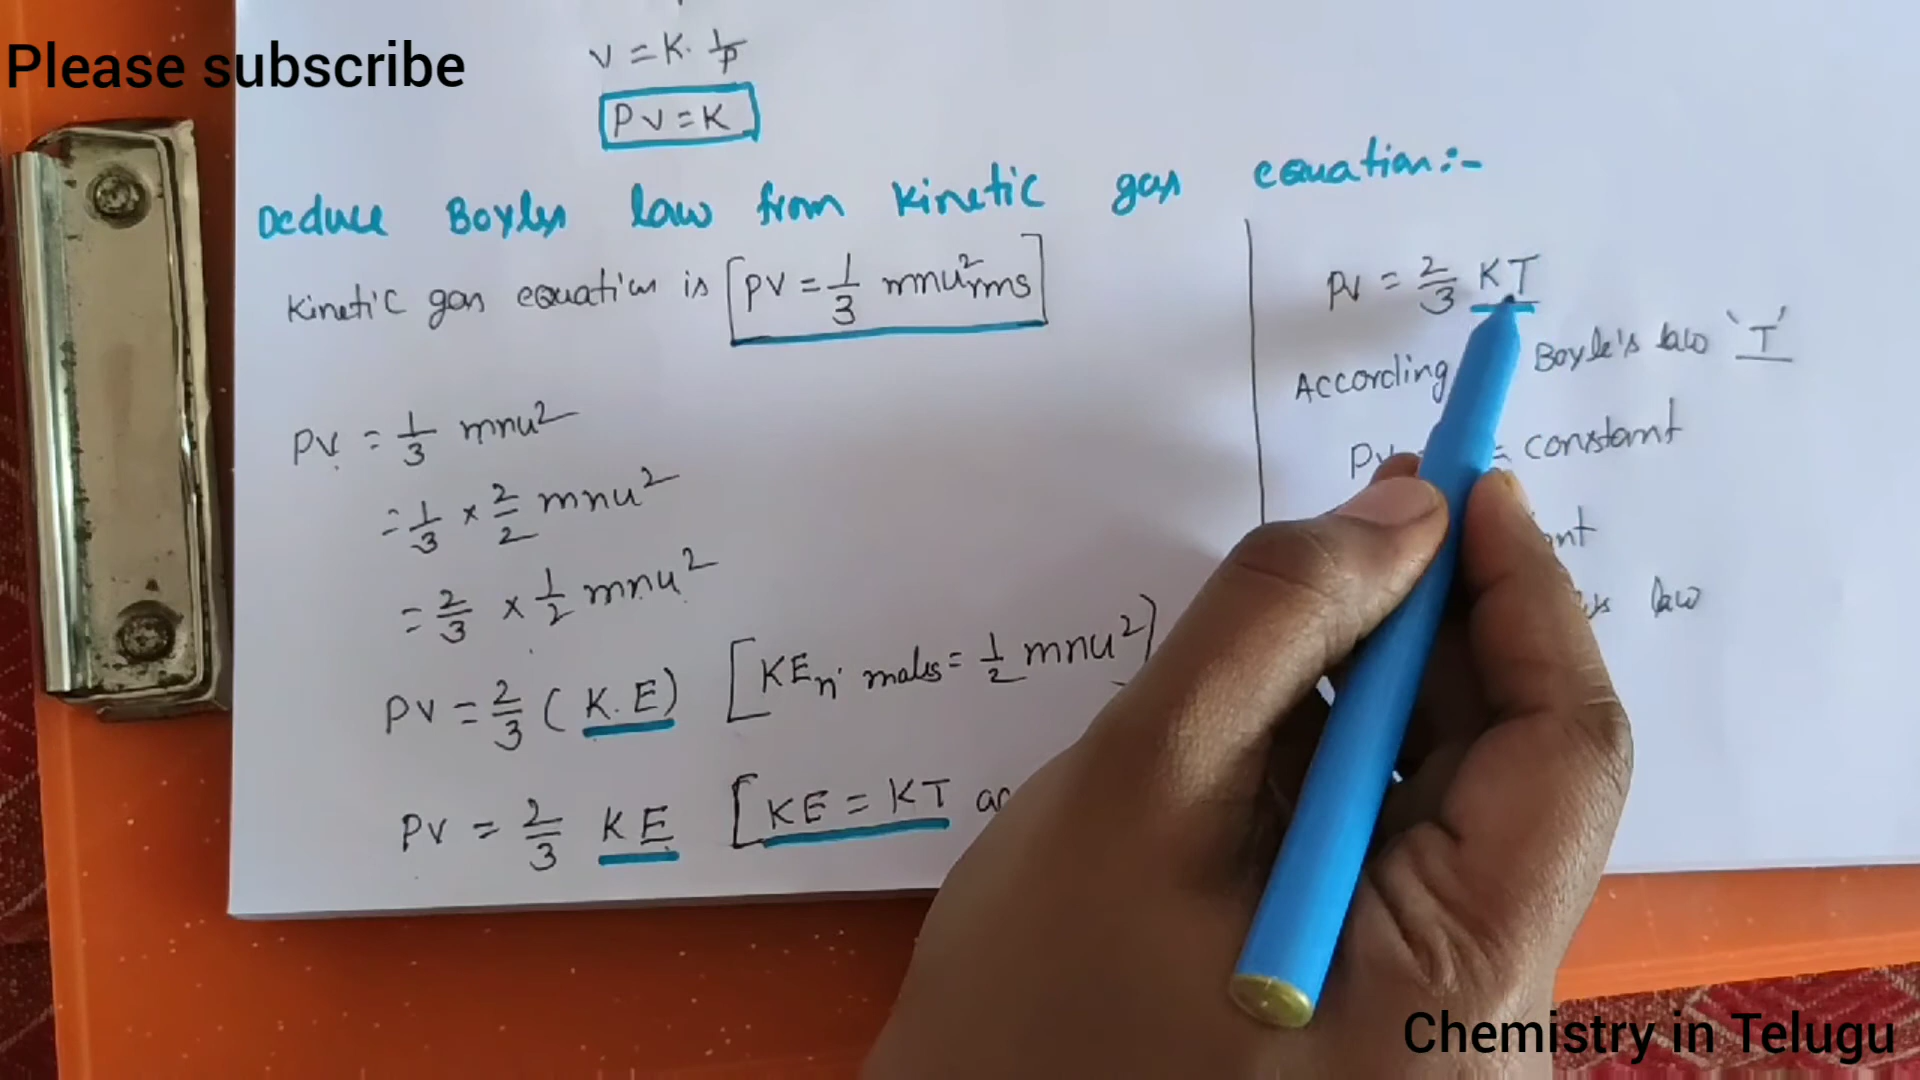 Please subscribe
V = K. 1/P
PV = K
Deduce Boyles law from Kinetic gas equation:-
Kinetic gas equation is [PV = 1/3 mnu²rms]
PV = 1/3 mnu²
= 1/3 × 2/2 mnu²
= 2/3 × 1/2 mnu²
PV = 2/3 (K.E) [KE n' moles = 1/2 mnu²]
PV = 2/3 KE [KE = KT
PV = 2/3 KT
According Boyle's law 'T'
PV = constant
law
Chemistry in Telugu